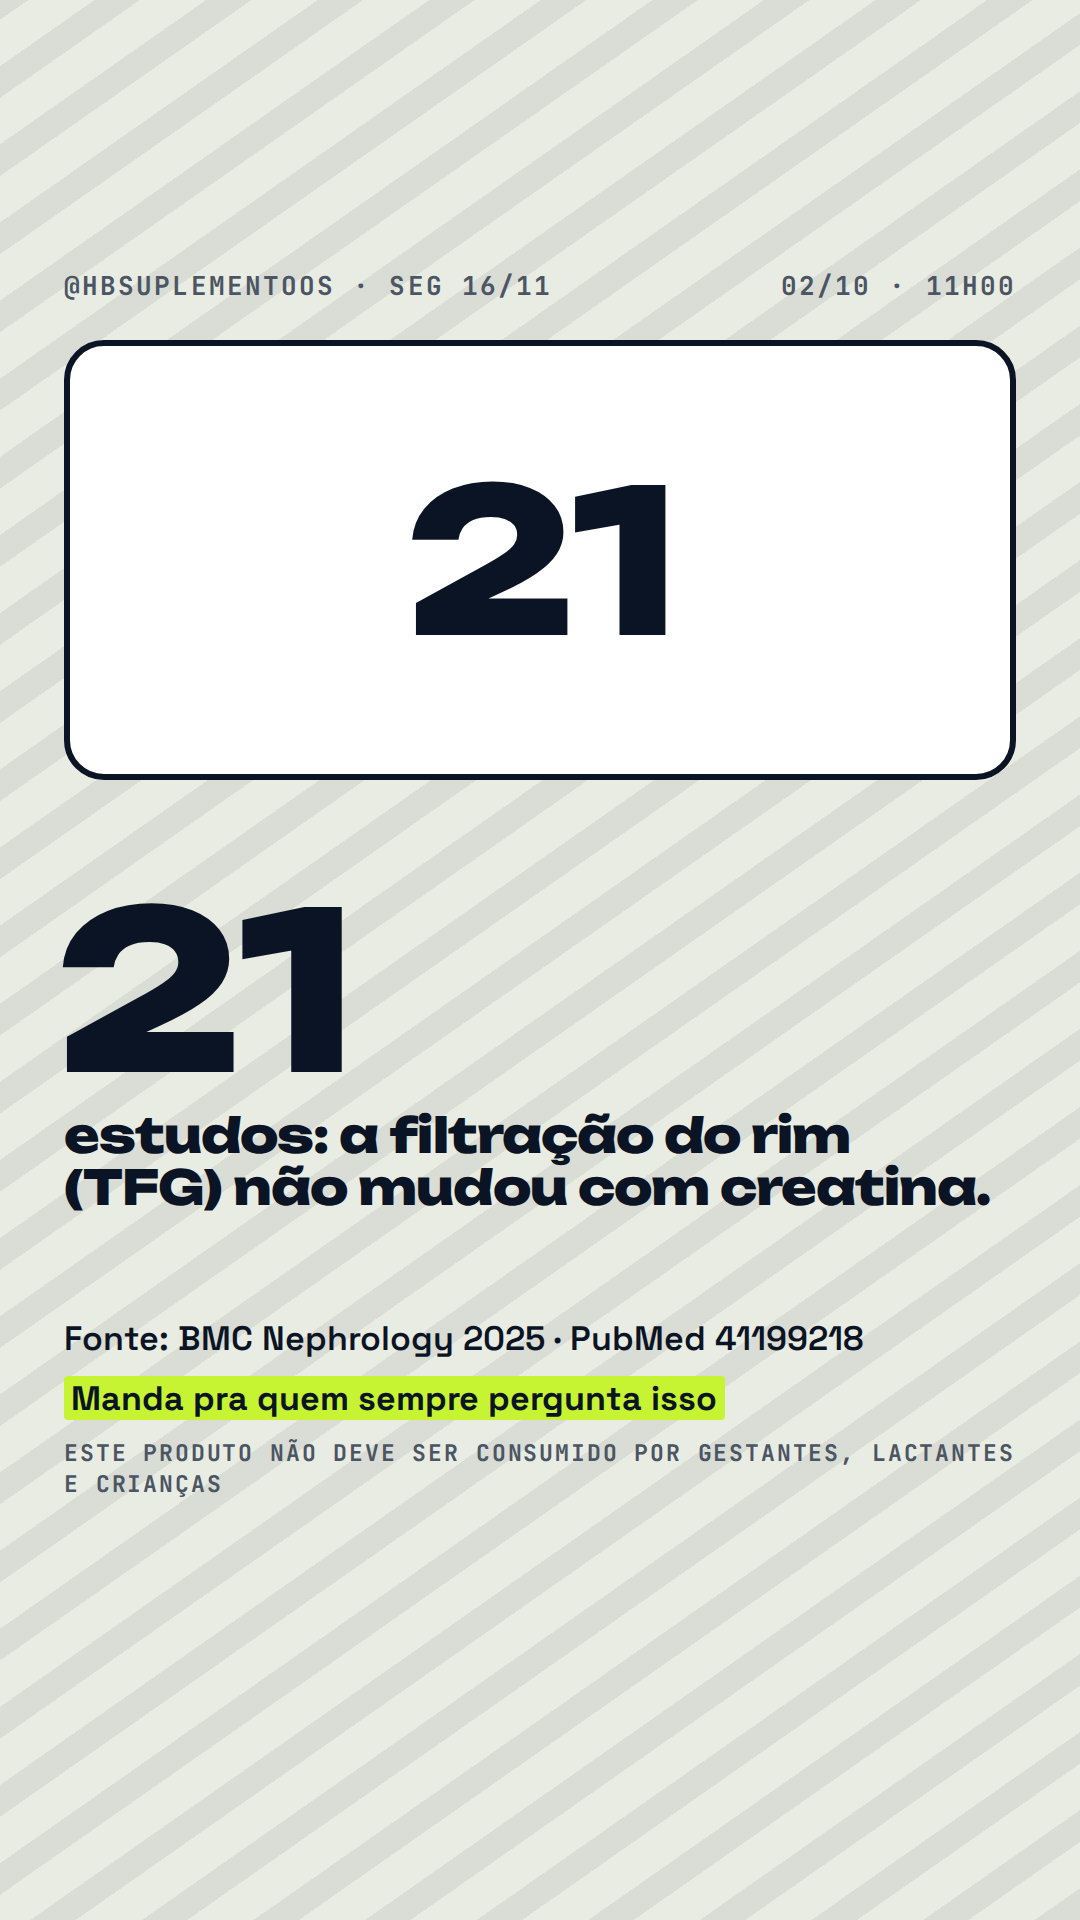 @HBSUPLEMENTOOS · SEG 16/11
02/10 · 11H00
21
21
estudos: a filtração do rim
(TFG) não mudou com creatina.
Fonte: BMC Nephrology 2025 · PubMed 41199218
Manda pra quem sempre pergunta isso
ESTE PRODUTO NÃO DEVE SER CONSUMIDO POR GESTANTES, LACTANTES
E CRIANÇAS